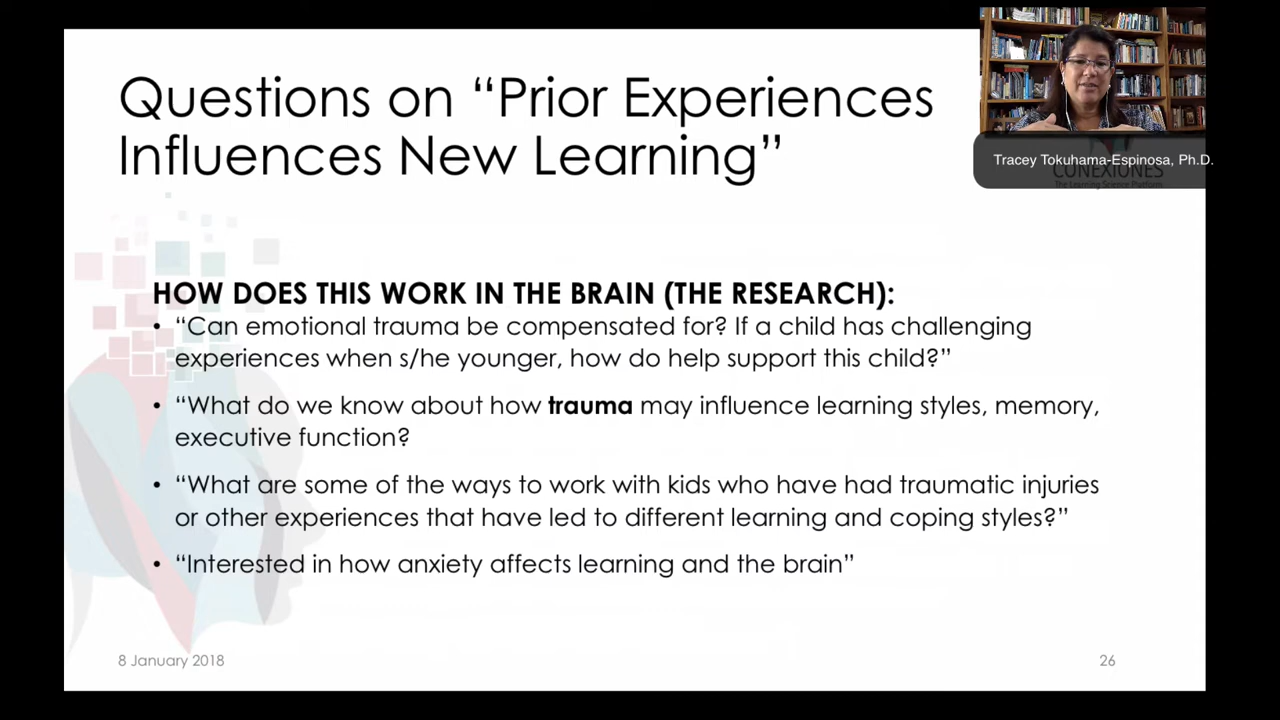 Questions on “Prior Experiences
Influences New Learning”
Tracey Tokuhama-Espinosa, Ph.D.
CONEXIONES
The Learning Science Platform
HOW DOES THIS WORK IN THE BRAIN (THE RESEARCH):
• “Can emotional trauma be compensated for? If a child has challenging
experiences when s/he younger, how do help support this child?”
• “What do we know about how trauma may influence learning styles, memory,
executive function?
• “What are some of the ways to work with kids who have had traumatic injuries
or other experiences that have led to different learning and coping styles?”
• “Interested in how anxiety affects learning and the brain”
8 January 2018
26